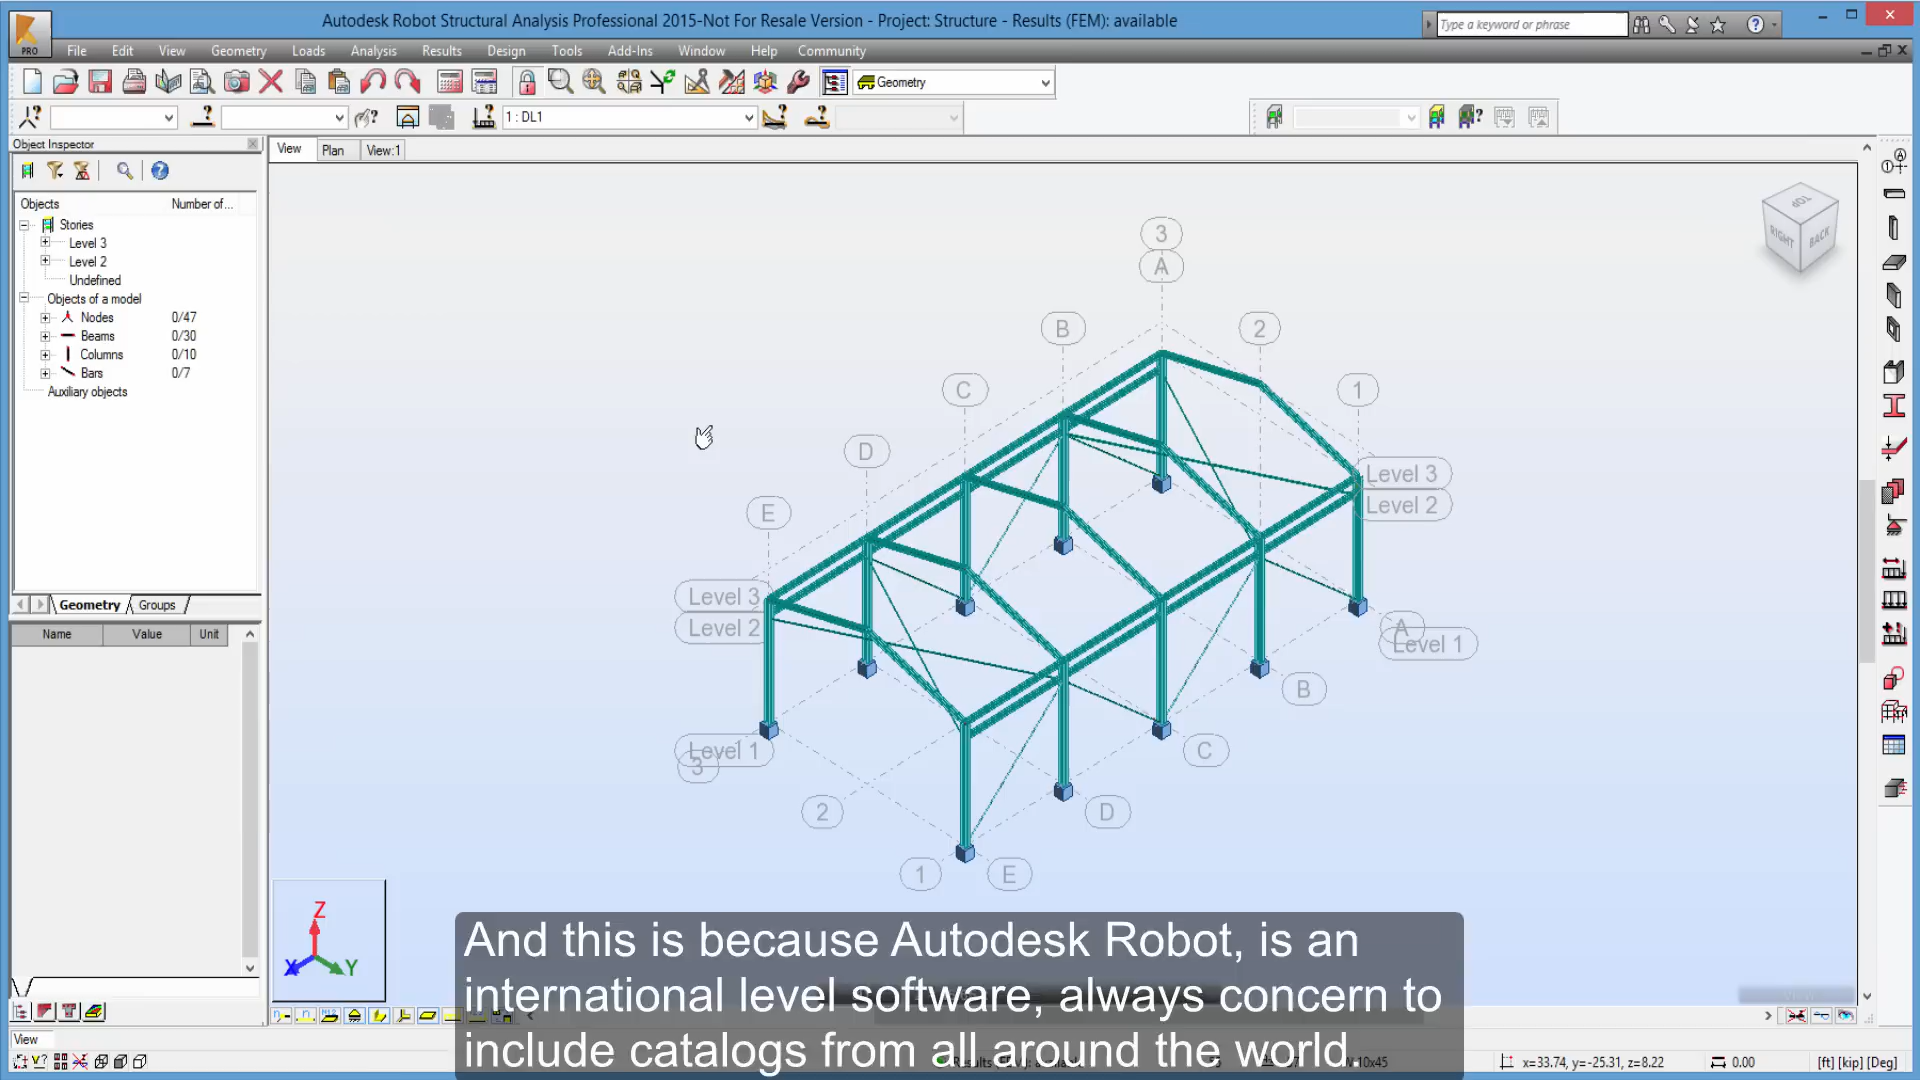 Autodesk Robot Structural Analysis Professional 2015-Not For Resale Version - Project: Structure - Results (FEM): available
Type a keyword or phrase
PRO
File Edit View Geometry Loads Analysis Results Design Tools Add-Ins Window Help Community
Geometry
1 : DL1
Object Inspector
View Plan View:1
Objects Number of...
Stories
Level 3
Level 2
Undefined
Objects of a model
Nodes 0/47
Beams 0/30
Columns 0/10
Bars 0/7
Auxiliary objects
Geometry Groups
Name Value Unit
TOP
RIGHT BACK
3
A
B 2
C 1
D
E
Level 3
Level 2
Level 3
Level 2
A
Level 1
B
Level 1
3
C
2
D
1 E
Z
X Y
And this is because Autodesk Robot, is an
international level software, always concern to
include catalogs from all around the world.
View
x=33.74, y=-25.31, z=8.22
0.00
[ft] [kip] [Deg]